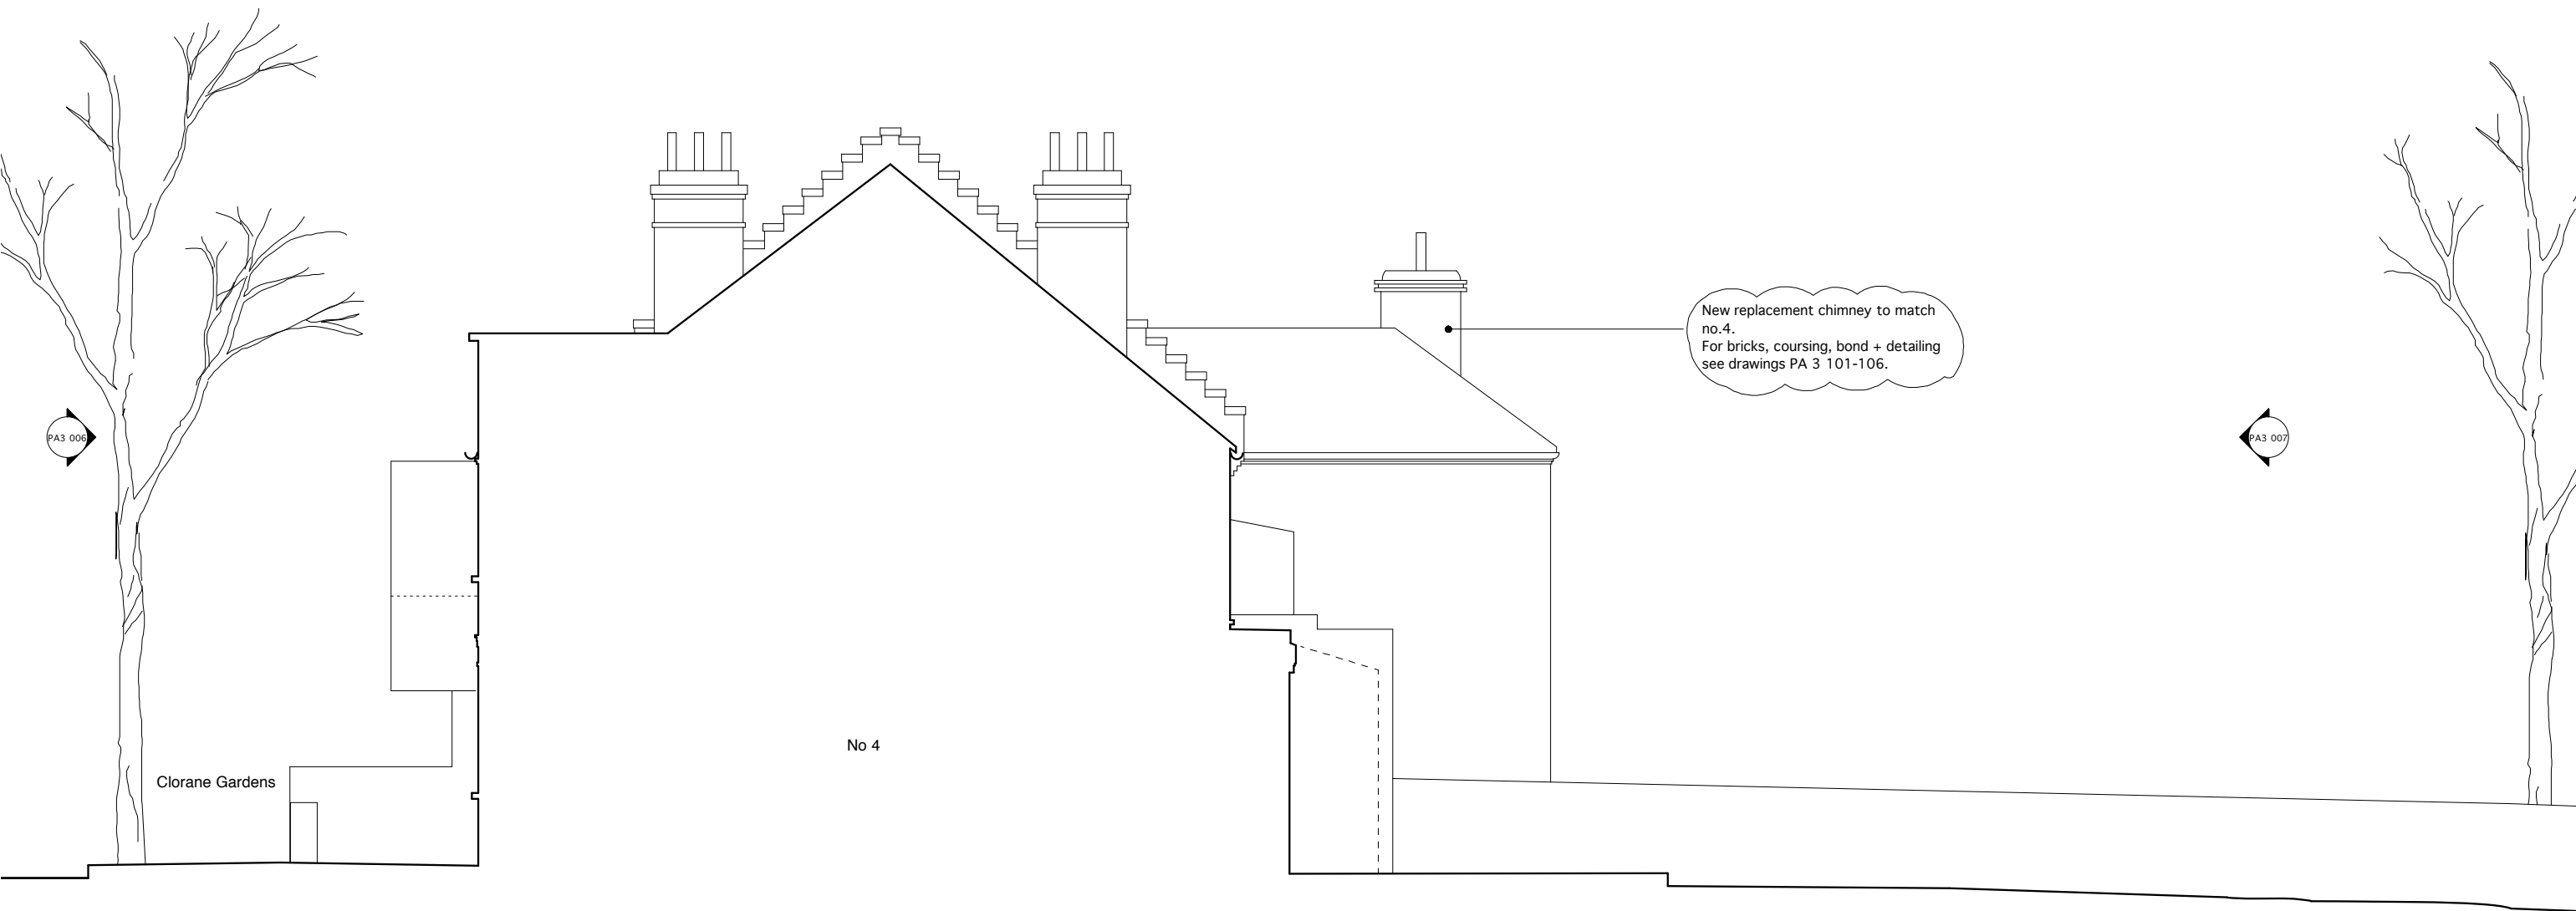 New replacement chimney to match
no.4.
For bricks, coursing, bond + detailing
see drawings PA 3 101-106.
PA3 006
PA3 007
No 4
Clorane Gardens